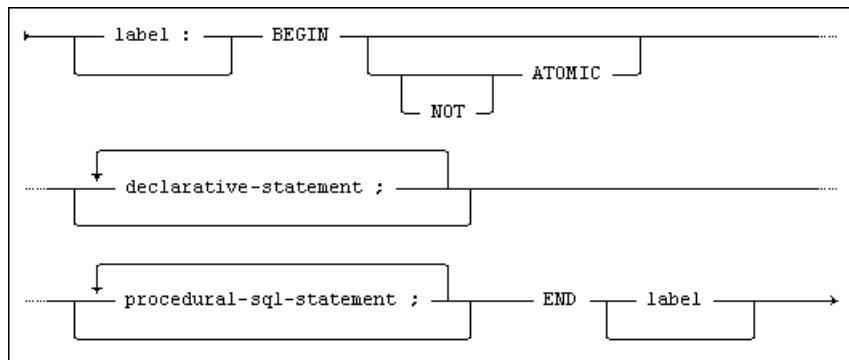 label : BEGIN
ATOMIC
NOT
declarative-statement ;
procedural-sql-statement ; END label